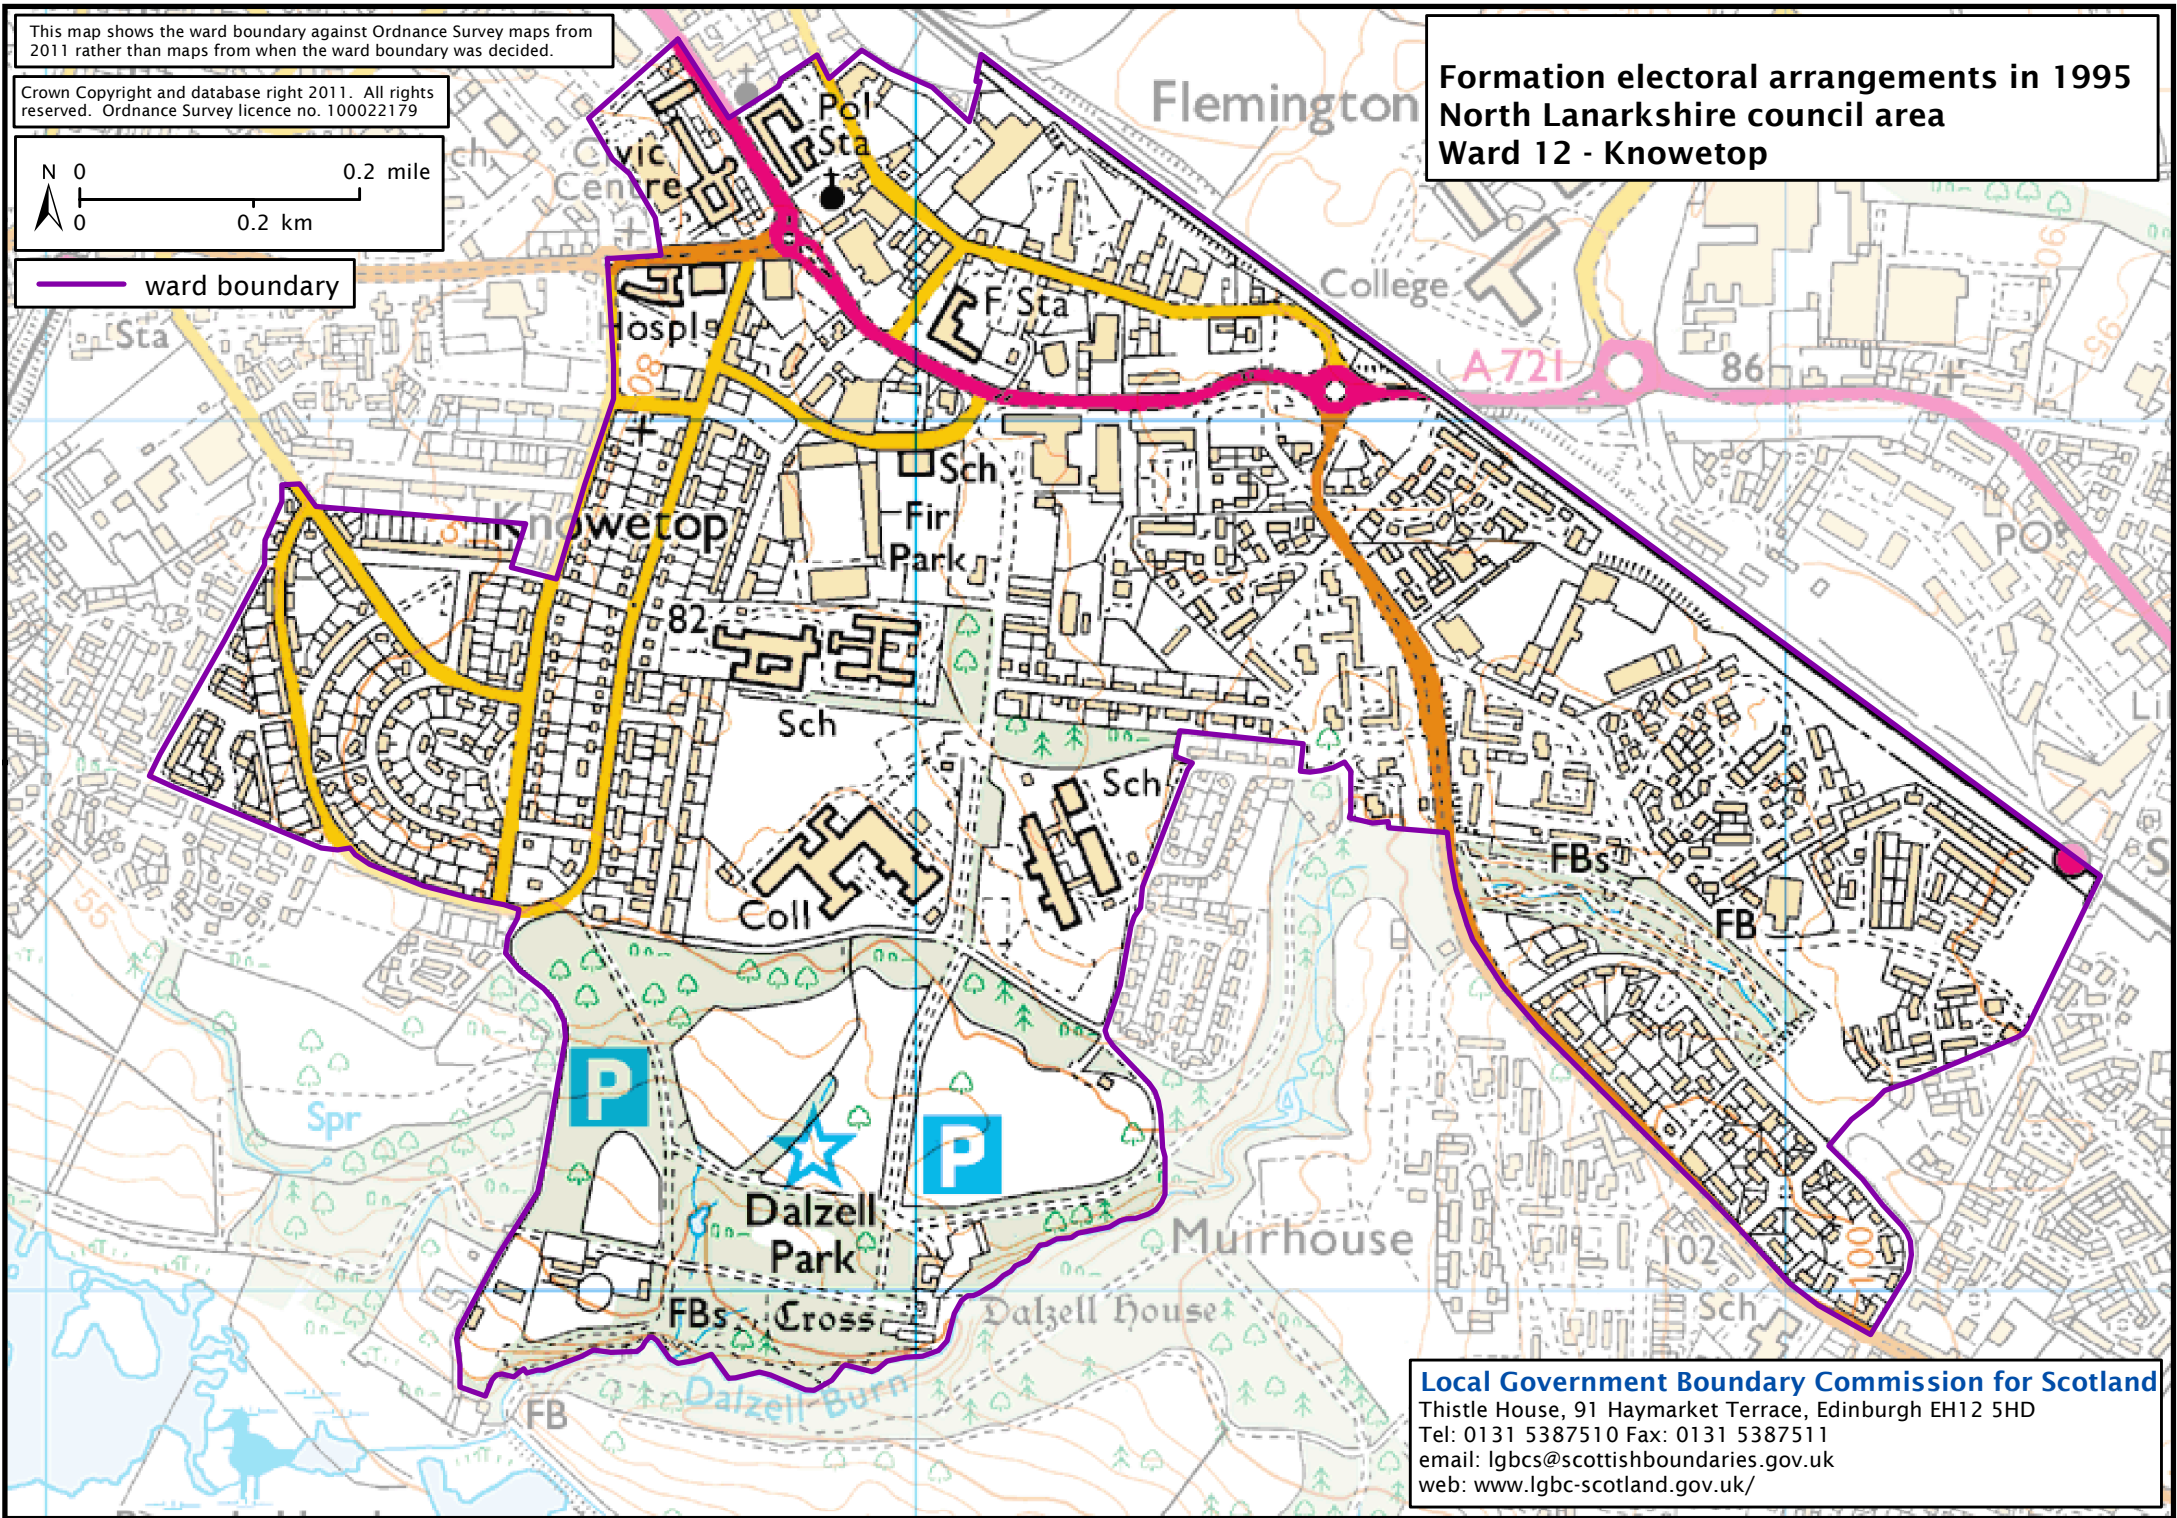 This map shows the ward boundary against Ordnance Survey maps from
2011 rather than maps from when the ward boundary was decided.
Crown Copyright and database right 2011. All rights
reserved. Ordnance Survey licence no. 100022179
N 0 0.2 mile
0 0.2 km
ward boundary
Formation electoral arrangements in 1995
North Lanarkshire council area
Ward 12 - Knowetop
Flemington
Pol
Sta
Civic
Centre
College
F Sta
Sta
Hospl
A 721
86
80
90
95
Sch
Knowetop
Fir
Park
PO
82
Sch
Sch
Coll
FBs
FB
55
P
Spr
P
Dalzell
Park
Muirhouse
102
100
Sch
FBs
Cross
Dalzell House
Dalzell Burn
FB
Local Government Boundary Commission for Scotland
Thistle House, 91 Haymarket Terrace, Edinburgh EH12 5HD
Tel: 0131 5387510 Fax: 0131 5387511
email: lgbcs@scottishboundaries.gov.uk
web: www.lgbc-scotland.gov.uk/